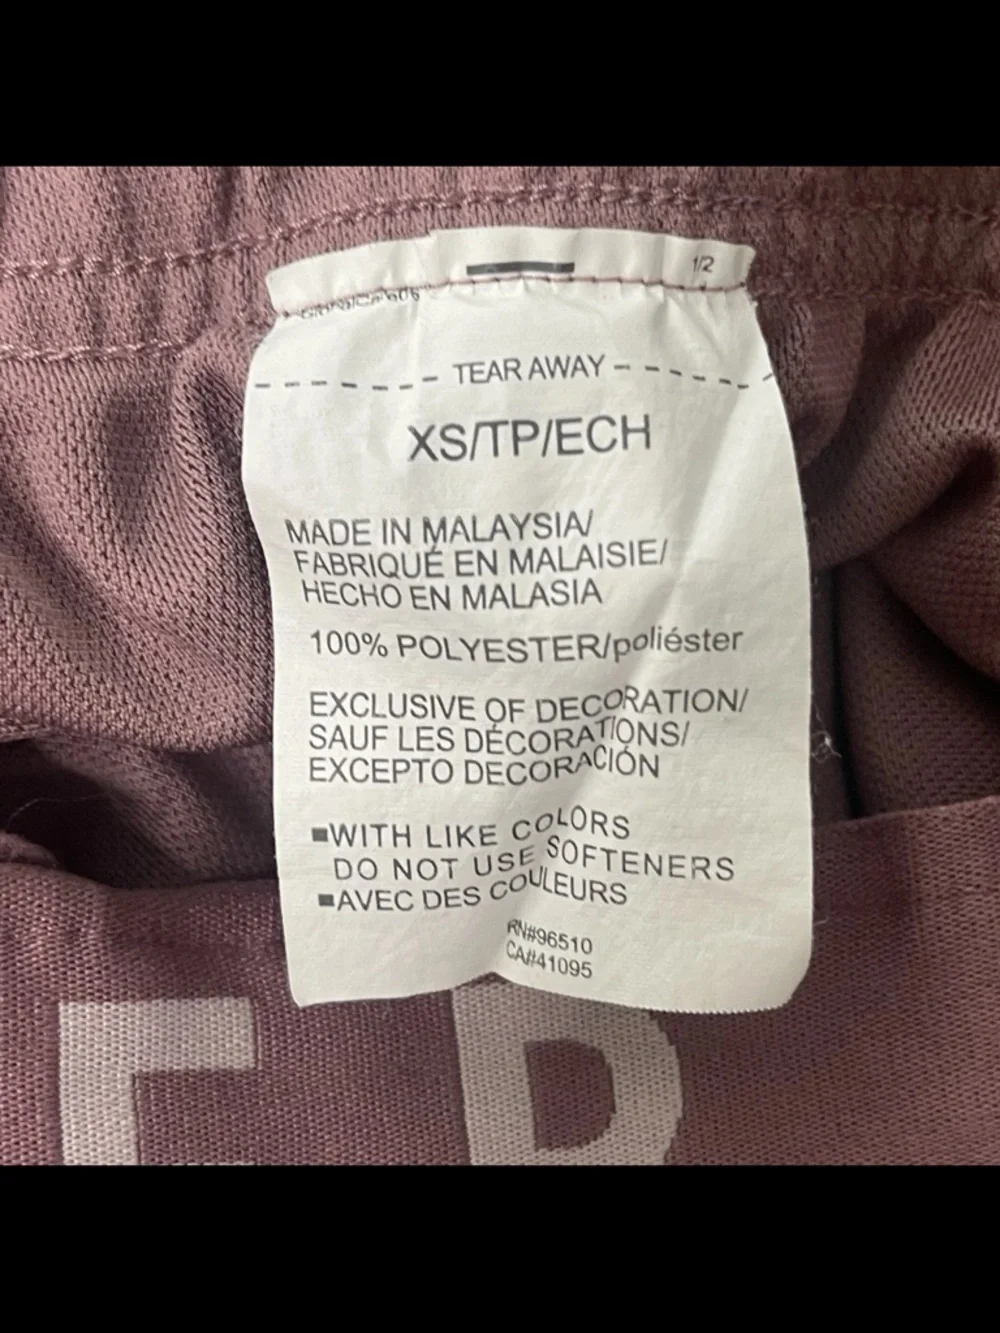 1/2
TEAR AWAY
XS/TP/ECH
MADE IN MALAYSIA/
FABRIQUÉ EN MALAISIE/
HECHO EN MALASIA
100% POLYESTER/poliéster
EXCLUSIVE OF DECORATION/
SAUF LES DÉCORATIONS/
EXCEPTO DECORACIÓN
WITH LIKE COLORS
DO NOT USE SOFTENERS
AVEC DES COULEURS
RN#96510
CA#41095